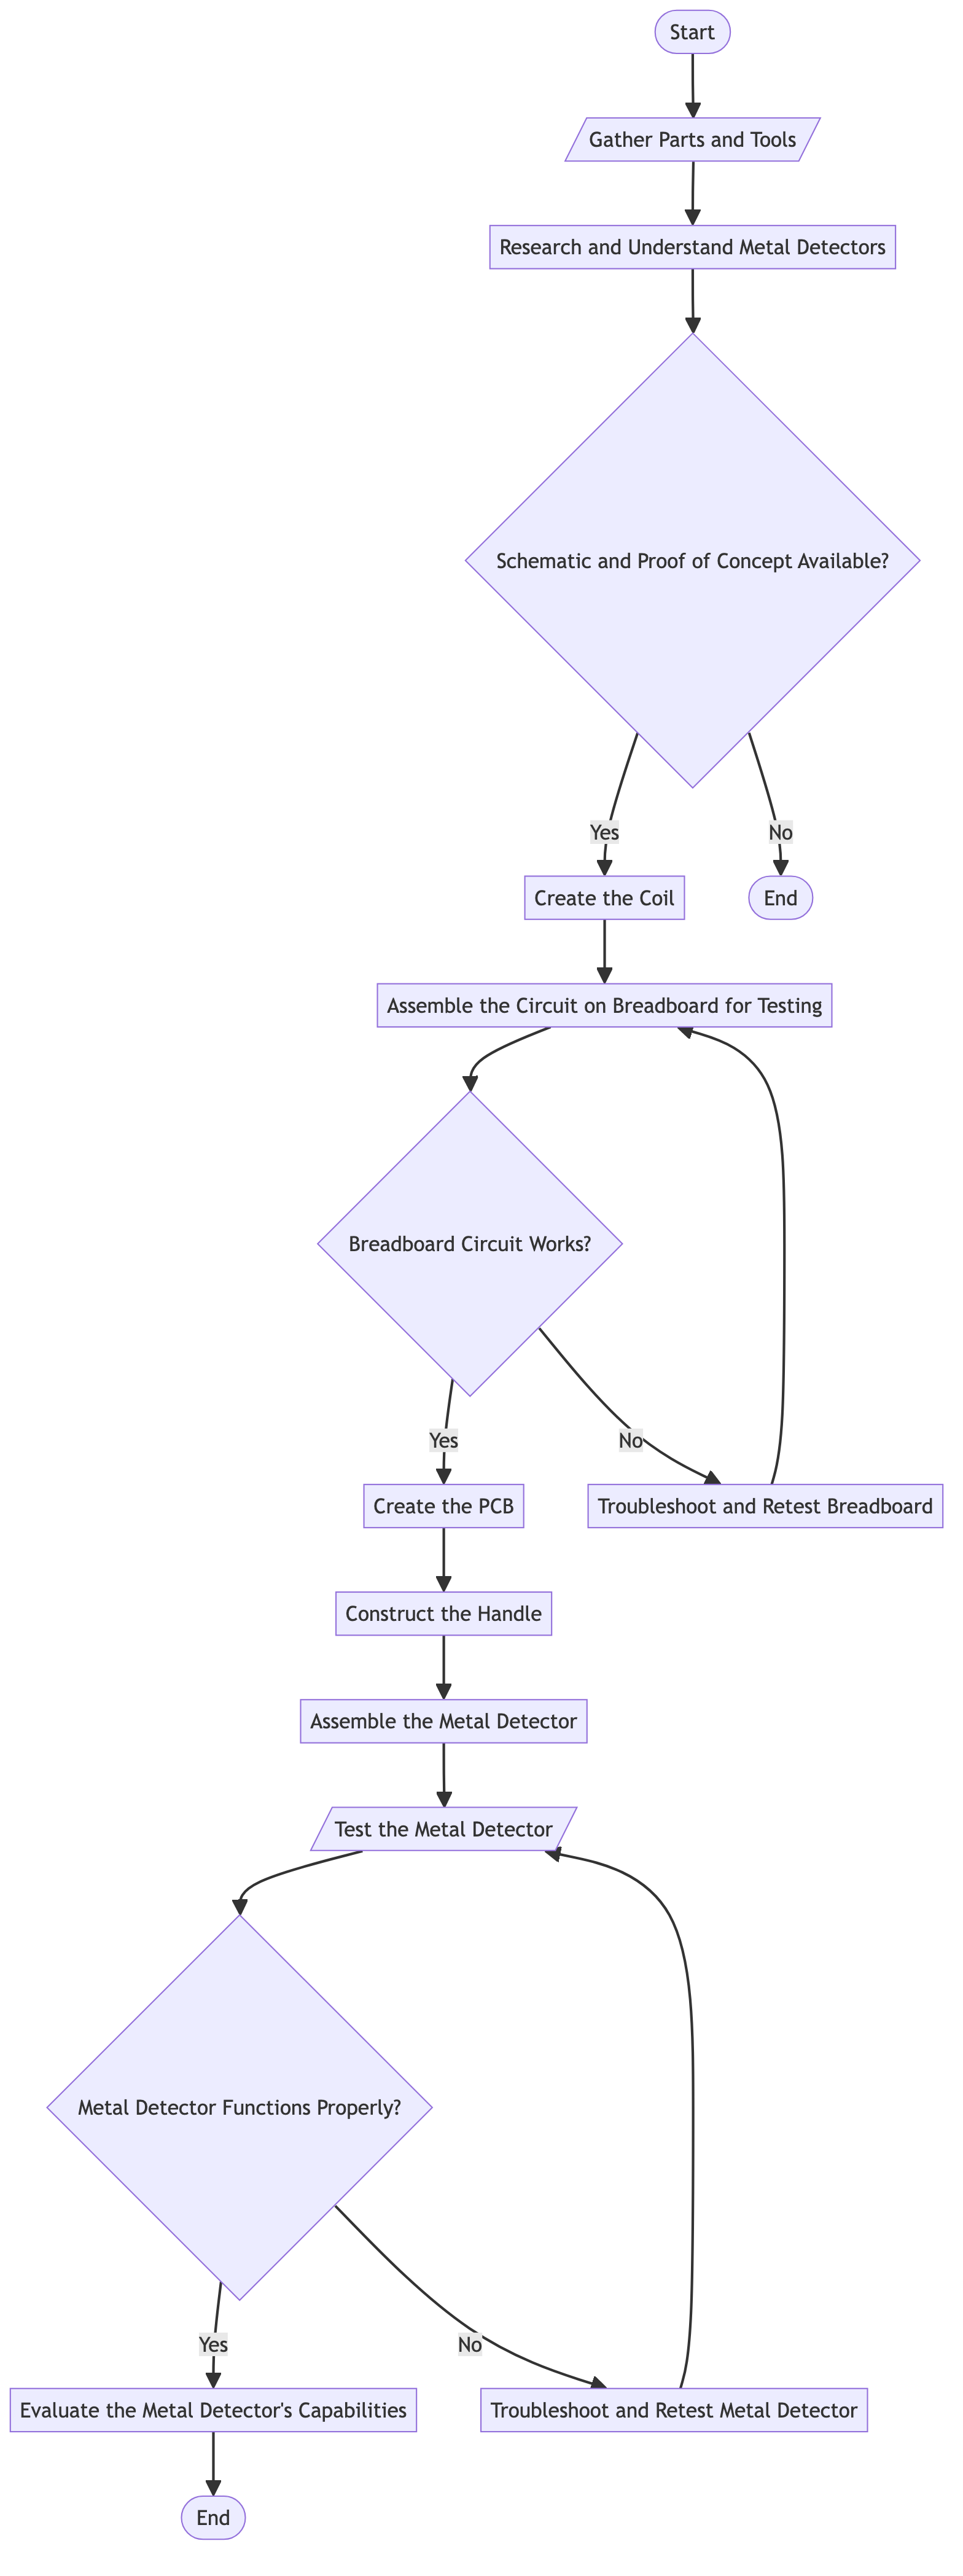 Start
Gather Parts and Tools
Research and Understand Metal Detectors
Schematic and Proof of Concept Available?
Yes
No
Create the Coil
End
Assemble the Circuit on Breadboard for Testing
Breadboard Circuit Works?
Yes
No
Create the PCB
Troubleshoot and Retest Breadboard
Construct the Handle
Assemble the Metal Detector
Test the Metal Detector
Metal Detector Functions Properly?
Yes
No
Evaluate the Metal Detector's Capabilities
Troubleshoot and Retest Metal Detector
End